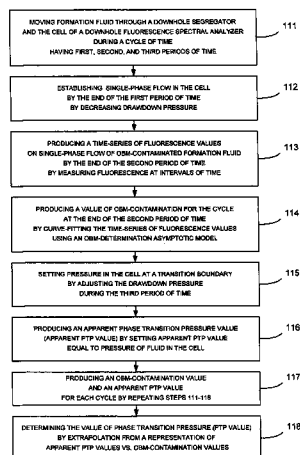 MOVING FORMATION FLUID THROUGH A DOWNHOLE SEGREGATOR
AND THE CELL OF A DOWNHOLE FLUORESCENCE SPECTRAL ANALYZER
DURING A CYCLE OF TIME
HAVING FIRST, SECOND, AND THIRD PERIODS OF TIME
111
ESTABLISHING SINGLE-PHASE FLOW IN THE CELL
BY THE END OF THE FIRST PERIOD OF TIME
BY DECREASING DRAWDOWN PRESSURE
112
PRODUCING A TIME-SERIES OF FLUORESCENCE VALUES
ON SINGLE-PHASE FLOW OF OBM-CONTAMINATED FORMATION FLUID
BY THE END OF THE SECOND PERIOD OF TIME
BY MEASURING FLUORESCENCE AT INTERVALS OF TIME
113
PRODUCING A VALUE OF OBM-CONTAMINATION FOR THE CYCLE
AT THE END OF THE SECOND PERIOD OF TIME
BY CURVE-FITTING THE TIME-SERIES OF FLUORESCENCE VALUES
USING AN OBM-DETERMINATION ASYMPTOTIC MODEL
114
SETTING PRESSURE IN THE CELL AT A TRANSITION BOUNDARY
BY ADJUSTING THE DRAWDOWN PRESSURE
DURING THE THIRD PERIOD OF TIME
115
PRODUCING AN APPARENT PHASE TRANSITION PRESSURE VALUE
(APPARENT PTP VALUE) BY SETTING APPARENT PTP VALUE
EQUAL TO PRESSURE OF FLUID IN THE CELL
116
PRODUCING AN OBM-CONTAMINATION VALUE
AND AN APPARENT PTP VALUE
FOR EACH CYCLE BY REPEATING STEPS 111-116
117
DETERMINING THE VALUE OF PHASE TRANSITION PRESSURE (PTP VALUE)
BY EXTRAPOLATION FROM A REPRESENTATION OF
APPARENT PTP VALUES VS. OBM-CONTAMINATION VALUES
118